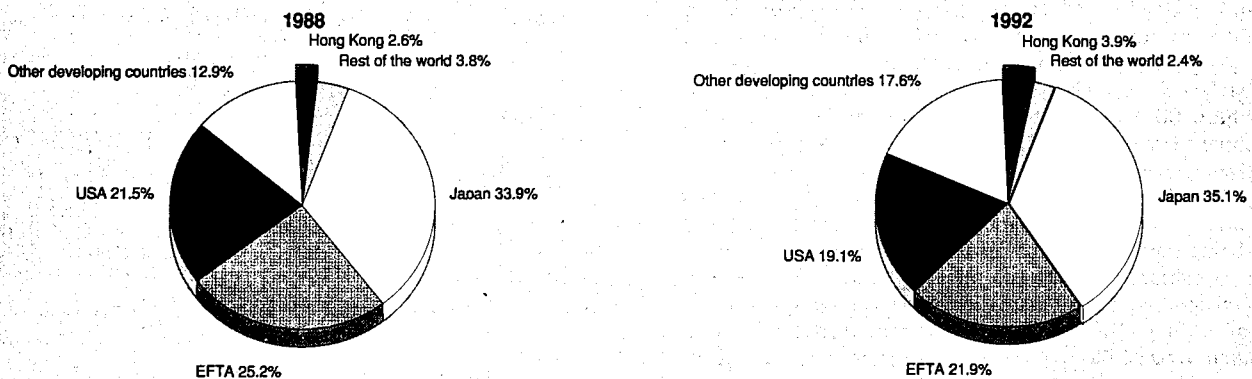 1988
Hong Kong 2.6%
Rest of the world 3.8%
Other developing countries 12.9%
USA 21.5%
Japan 33.9%
EFTA 25.2%
1992
Hong Kong 3.9%
Rest of the world 2.4%
Other developing countries 17.6%
Japan 35.1%
USA 19.1%
EFTA 21.9%